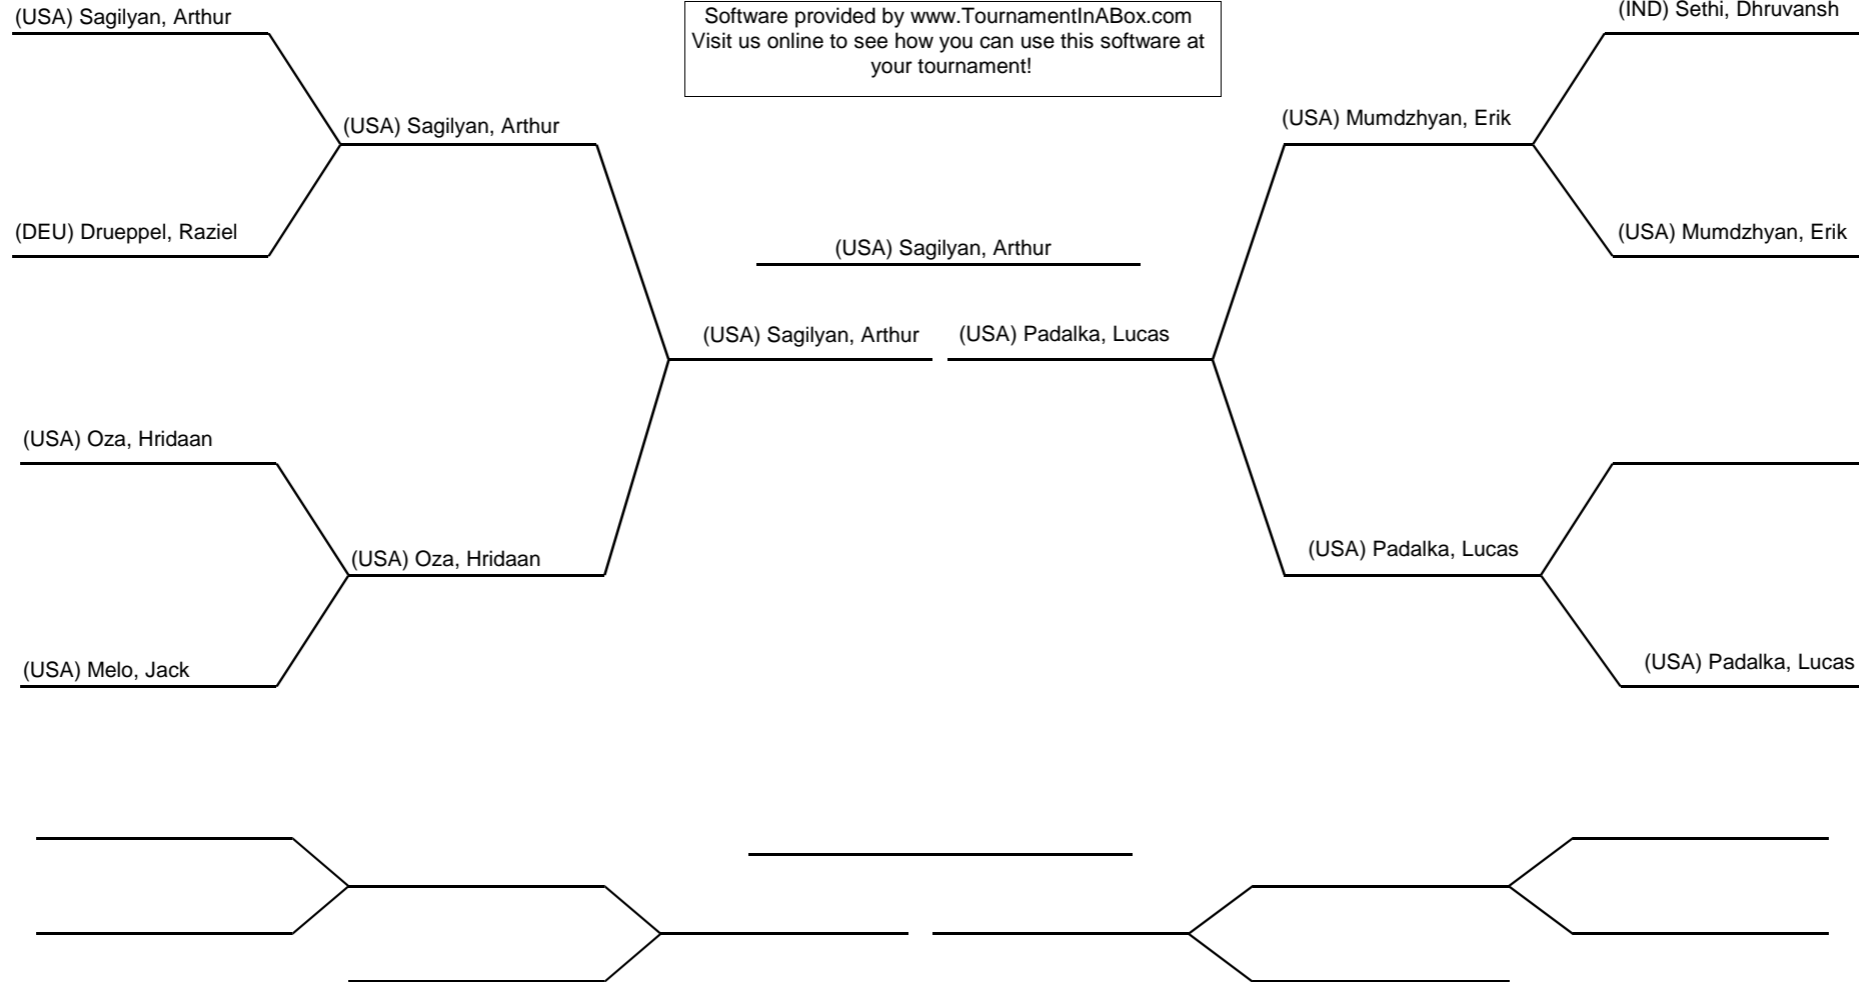 (USA) Sagilyan, Arthur
Software provided by www.TournamentInABox.com
Visit us online to see how you can use this software at
your tournament!
(IND) Sethi, Dhruvansh
(USA) Sagilyan, Arthur
(USA) Mumdzhyan, Erik
(DEU) Drueppel, Raziel
(USA) Sagilyan, Arthur
(USA) Mumdzhyan, Erik
(USA) Sagilyan, Arthur
(USA) Padalka, Lucas
(USA) Oza, Hridaan
(USA) Oza, Hridaan
(USA) Padalka, Lucas
(USA) Melo, Jack
(USA) Padalka, Lucas